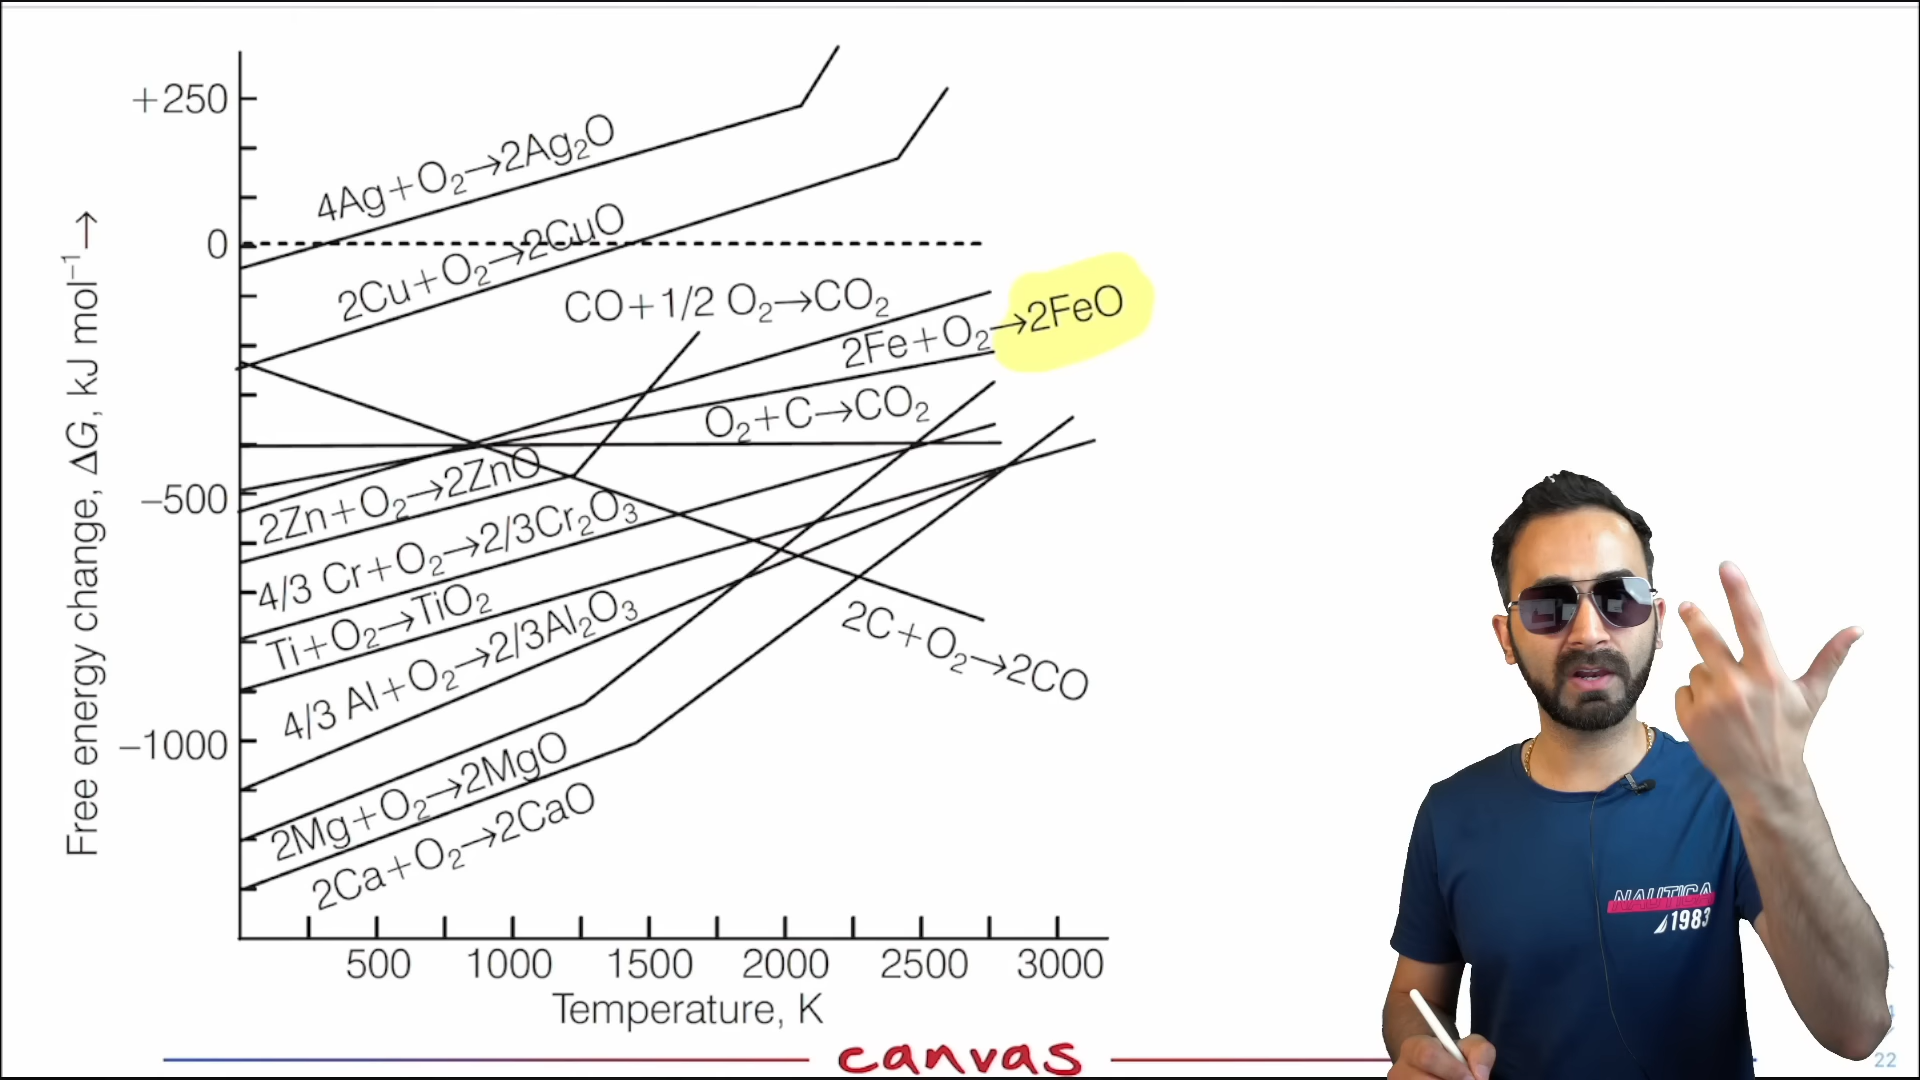 +250
4Ag+O₂→2Ag₂O
0
2Cu+O₂→2CuO
CO+1/2 O₂→CO₂
2Fe+O₂→2FeO
O₂+C→CO₂
−500
2Zn+O₂→2ZnO
4/3 Cr+O₂→2/3Cr₂O₃
Ti+O₂→TiO₂
4/3 Al+O₂→2/3Al₂O₃
2C+O₂→2CO
−1000
2Mg+O₂→2MgO
2Ca+O₂→2CaO
Free energy change, ΔG, kJ mol⁻¹→
500 1000 1500 2000 2500 3000
Temperature, K
canvas
NAUTICA
1983
22